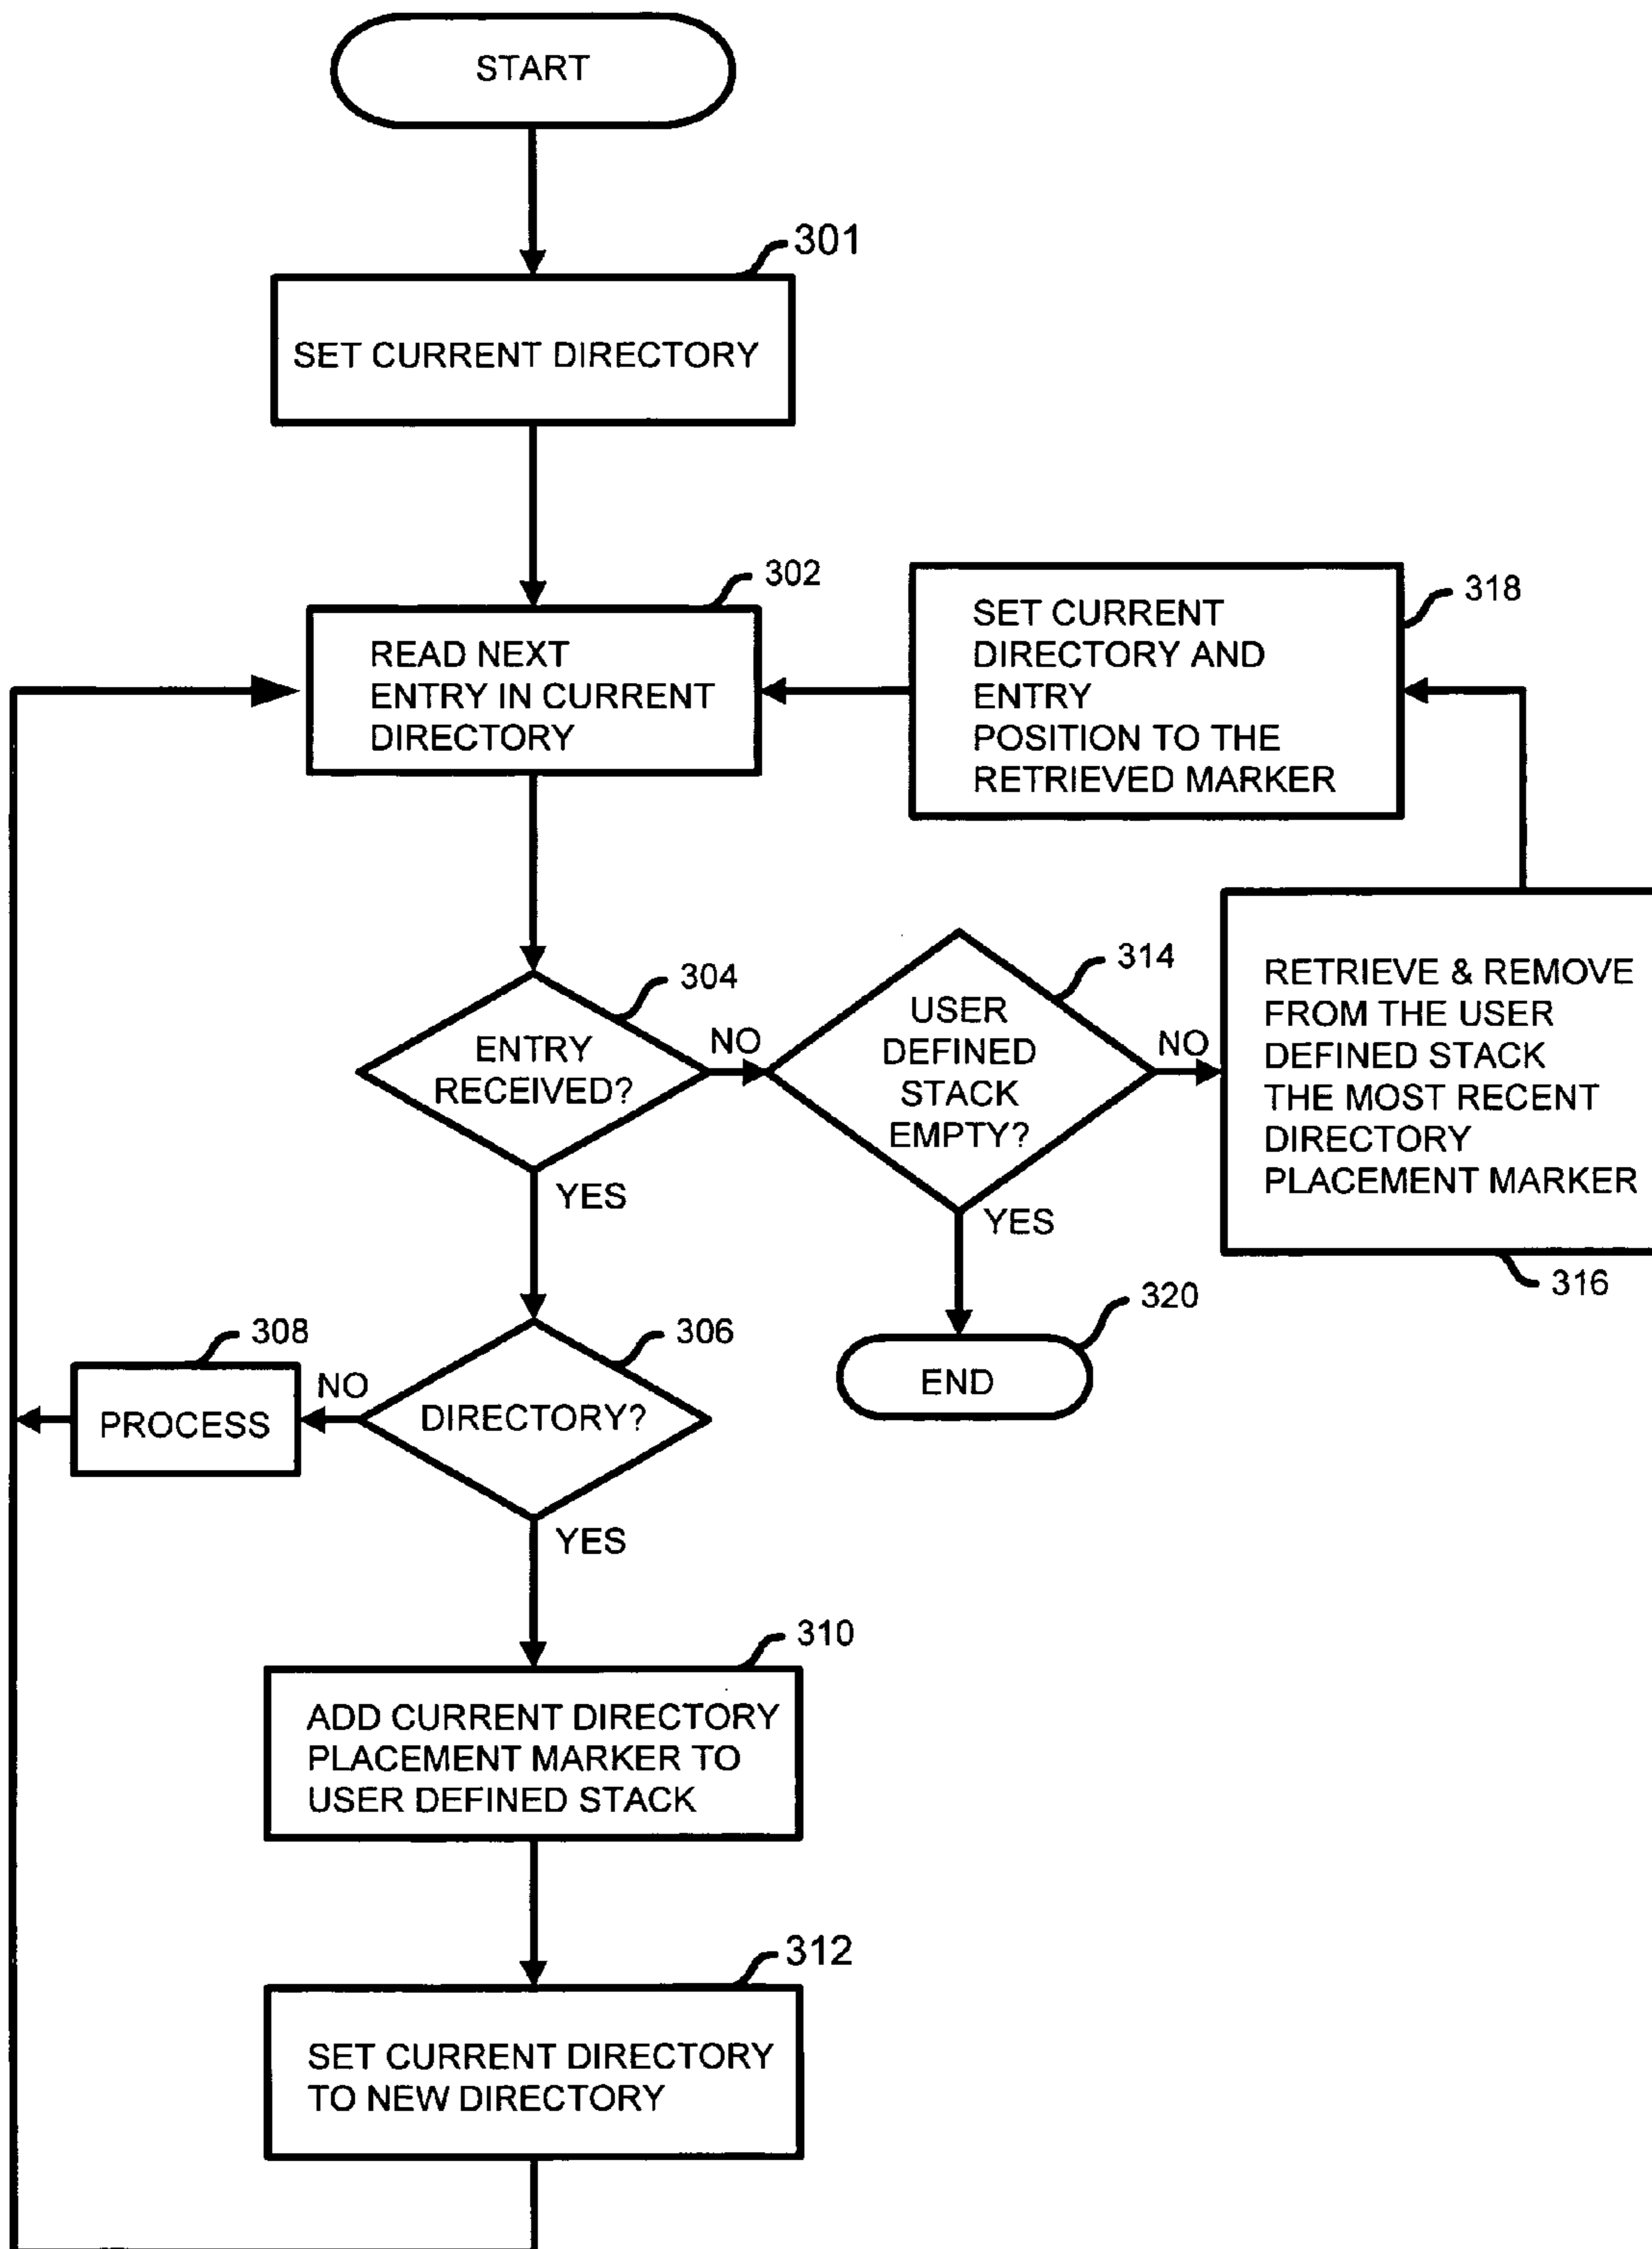 START
301
SET CURRENT DIRECTORY
302
READ NEXT
ENTRY IN CURRENT
DIRECTORY
318
SET CURRENT
DIRECTORY AND
ENTRY
POSITION TO THE
RETRIEVED MARKER
304
ENTRY
RECEIVED?
NO
YES
314
USER
DEFINED
STACK
EMPTY?
NO
YES
RETRIEVE & REMOVE
FROM THE USER
DEFINED STACK
THE MOST RECENT
DIRECTORY
PLACEMENT MARKER
316
320
END
306
DIRECTORY?
NO
YES
308
PROCESS
310
ADD CURRENT DIRECTORY
PLACEMENT MARKER TO
USER DEFINED STACK
312
SET CURRENT DIRECTORY
TO NEW DIRECTORY